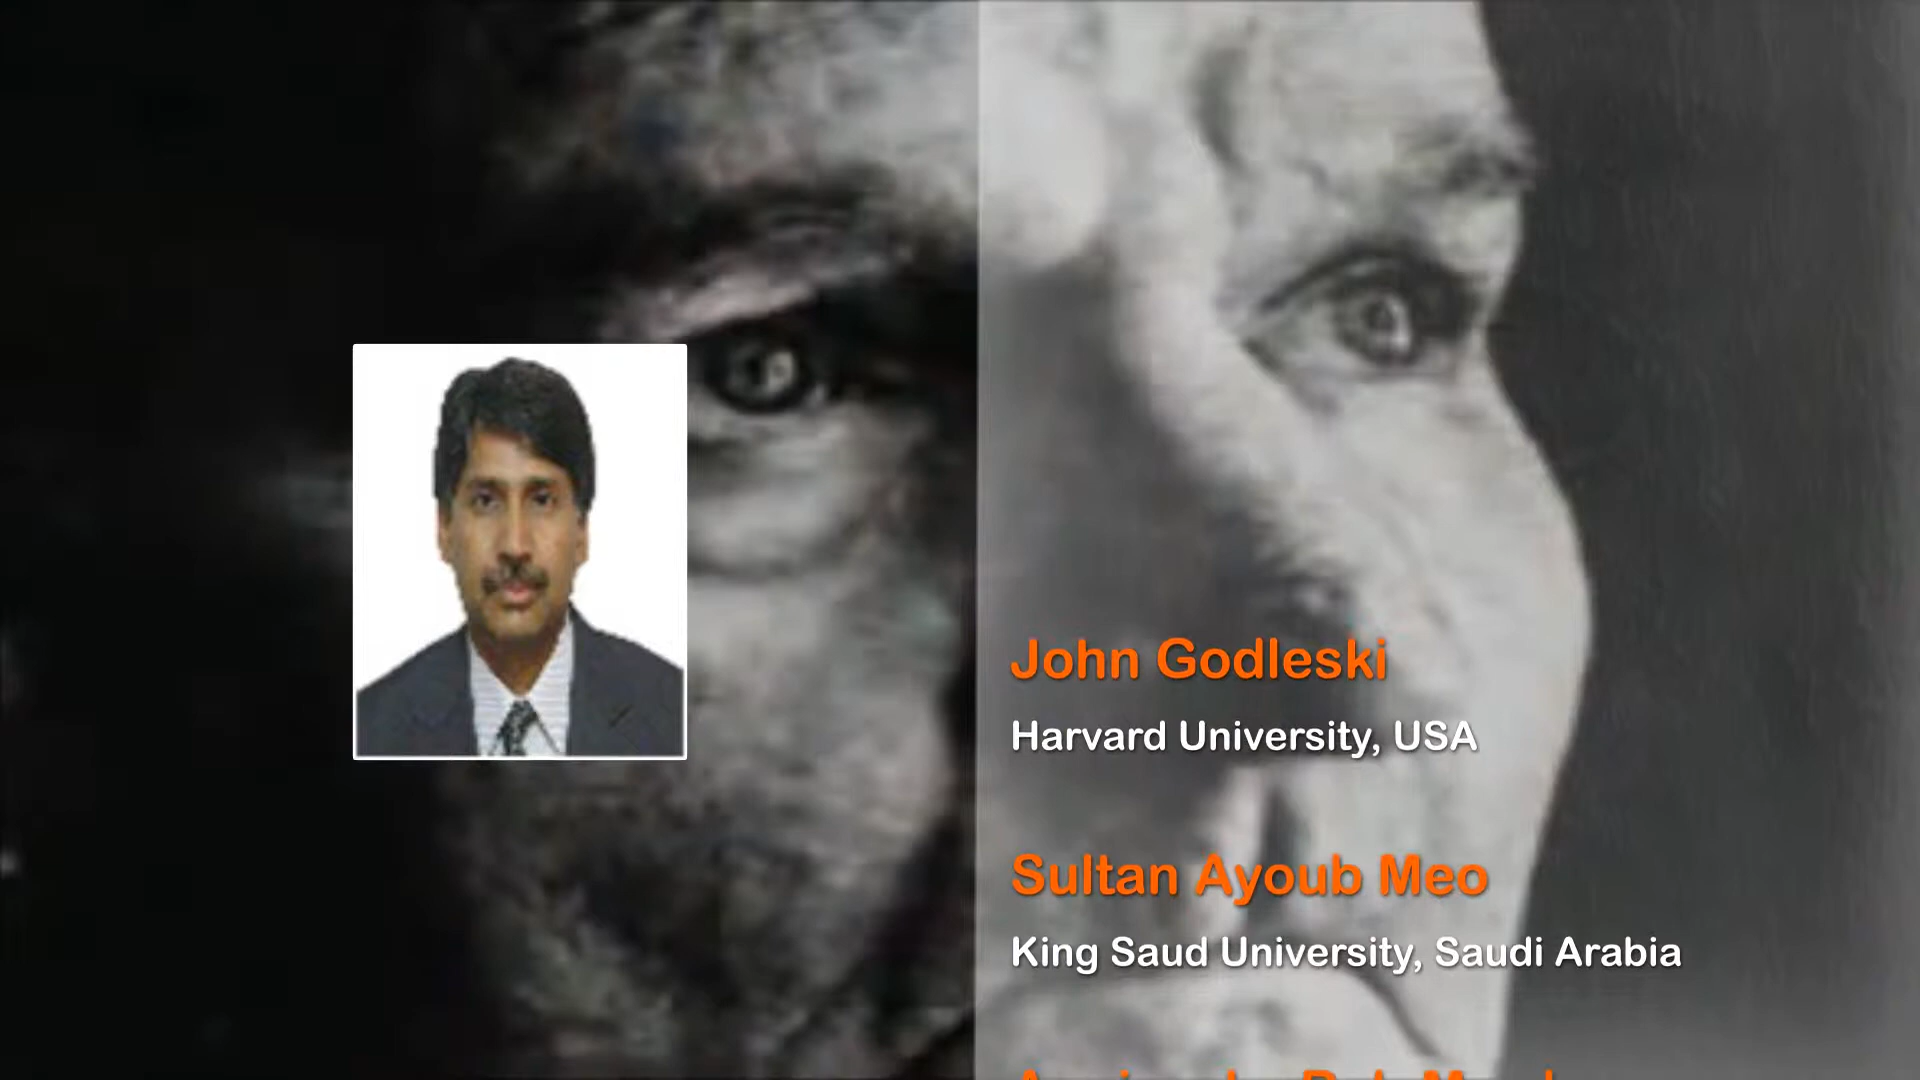 John Godleski
Harvard University, USA
Sultan Ayoub Meo
King Saud University, Saudi Arabia